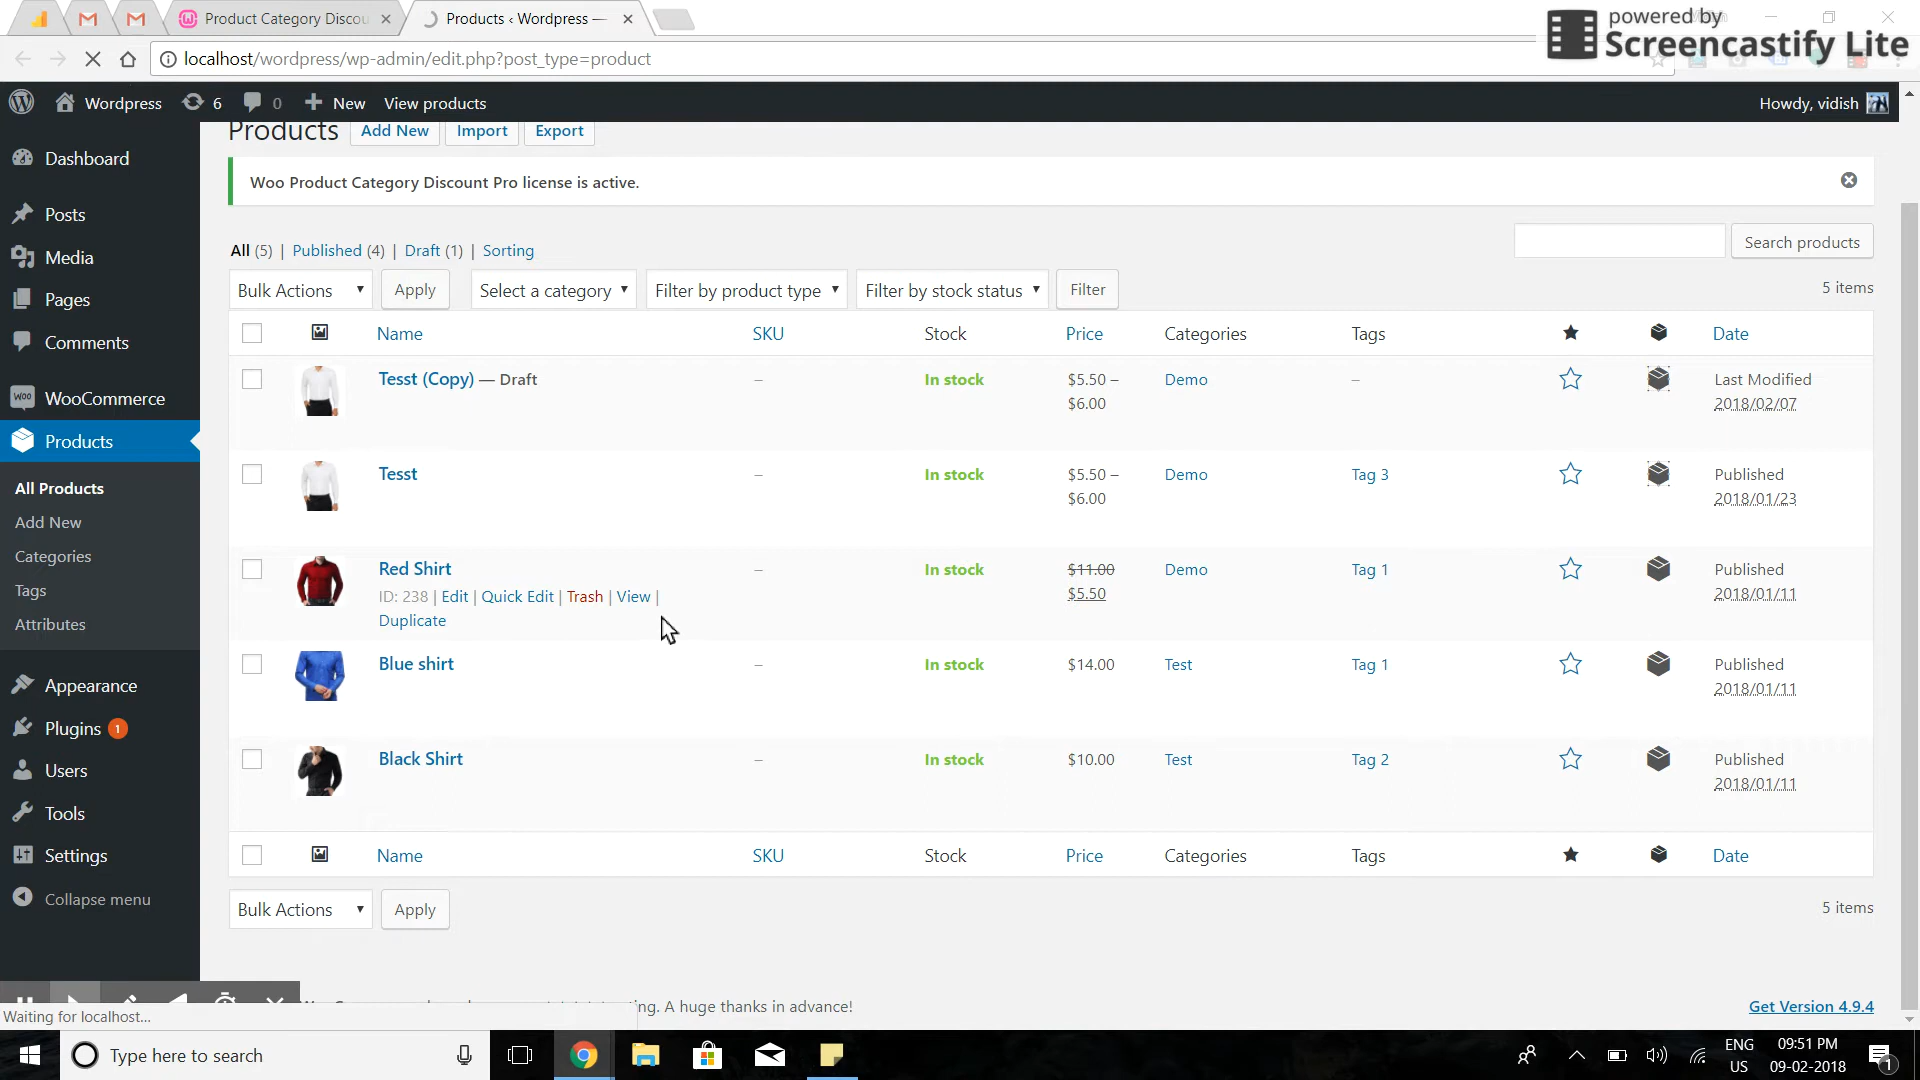 Product Category Discou
Products ‹ Wordpress —
powered by
Screencastify Lite
localhost/wordpress/wp-admin/edit.php?post_type=product
Wordpress 6 0 New View products
Howdy, vidish
Products Add New Import Export
Dashboard
Posts
Media
Pages
Comments
WooCommerce
Products
All Products
Add New
Categories
Tags
Attributes
Appearance
Plugins 1
Users
Tools
Settings
Collapse menu
Woo Product Category Discount Pro license is active.
All (5) | Published (4) | Draft (1) | Sorting
Search products
Bulk Actions Apply Select a category Filter by product type Filter by stock status Filter
5 items
Name SKU Stock Price Categories Tags Date
Tesst (Copy) — Draft – In stock $5.50 – Demo – Last Modified
$6.00 2018/02/07
Tesst – In stock $5.50 – Demo Tag 3 Published
$6.00 2018/01/23
Red Shirt – In stock $11.00 Demo Tag 1 Published
ID: 238 | Edit | Quick Edit | Trash | View | $5.50 2018/01/11
Duplicate
Blue shirt – In stock $14.00 Test Tag 1 Published
2018/01/11
Black Shirt – In stock $10.00 Test Tag 2 Published
2018/01/11
Name SKU Stock Price Categories Tags Date
Bulk Actions Apply
5 items
ing. A huge thanks in advance!
Get Version 4.9.4
Waiting for localhost...
Type here to search
ENG
US
09:51 PM
09-02-2018
1